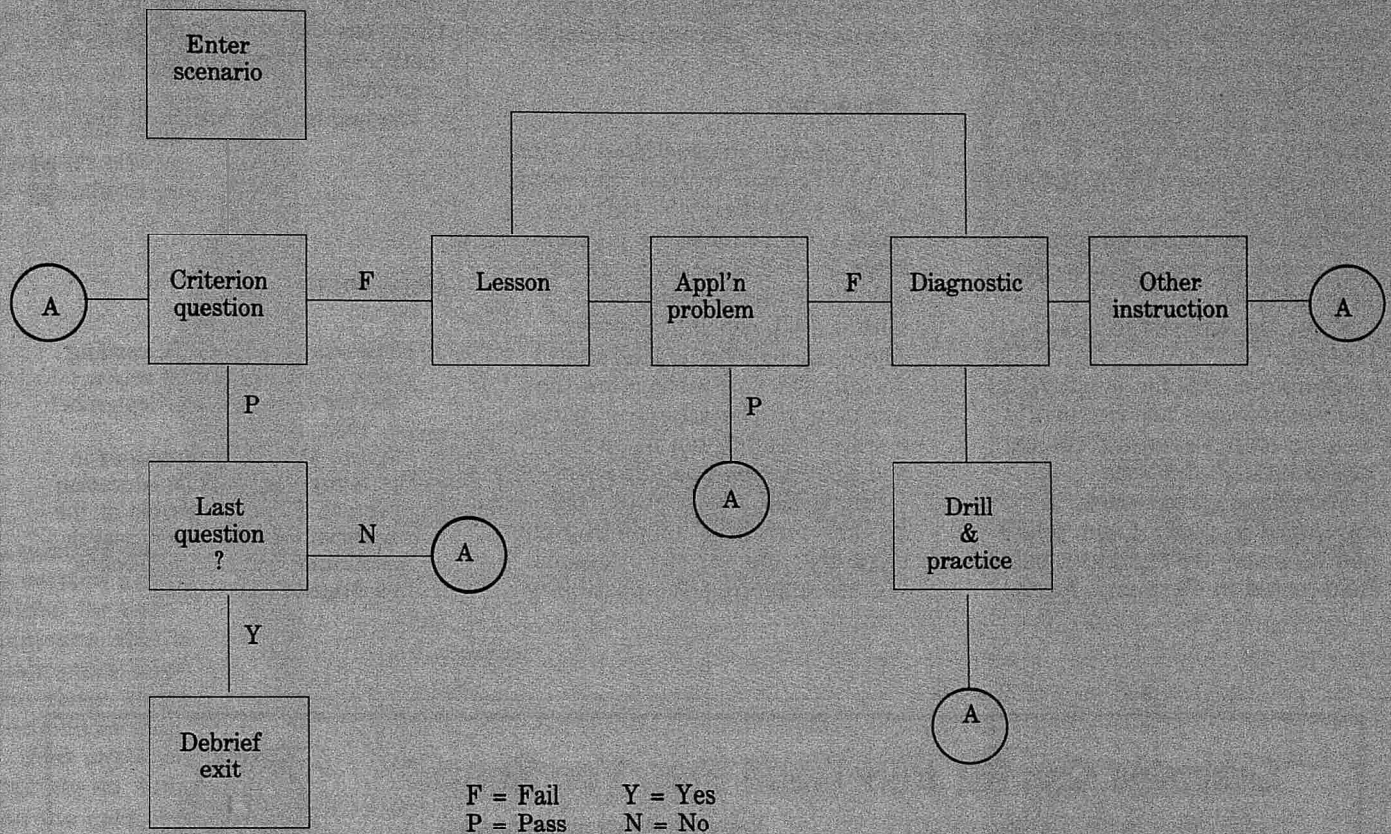 Enter
scenario
A
Criterion
question
F
Lesson
Appl'n
problem
F
Diagnostic
Other
instruction
A
P
P
Last
question
?
N
A
A
Drill
&
practice
Y
A
Debrief
exit
F = Fail Y = Yes
P = Pass N = No